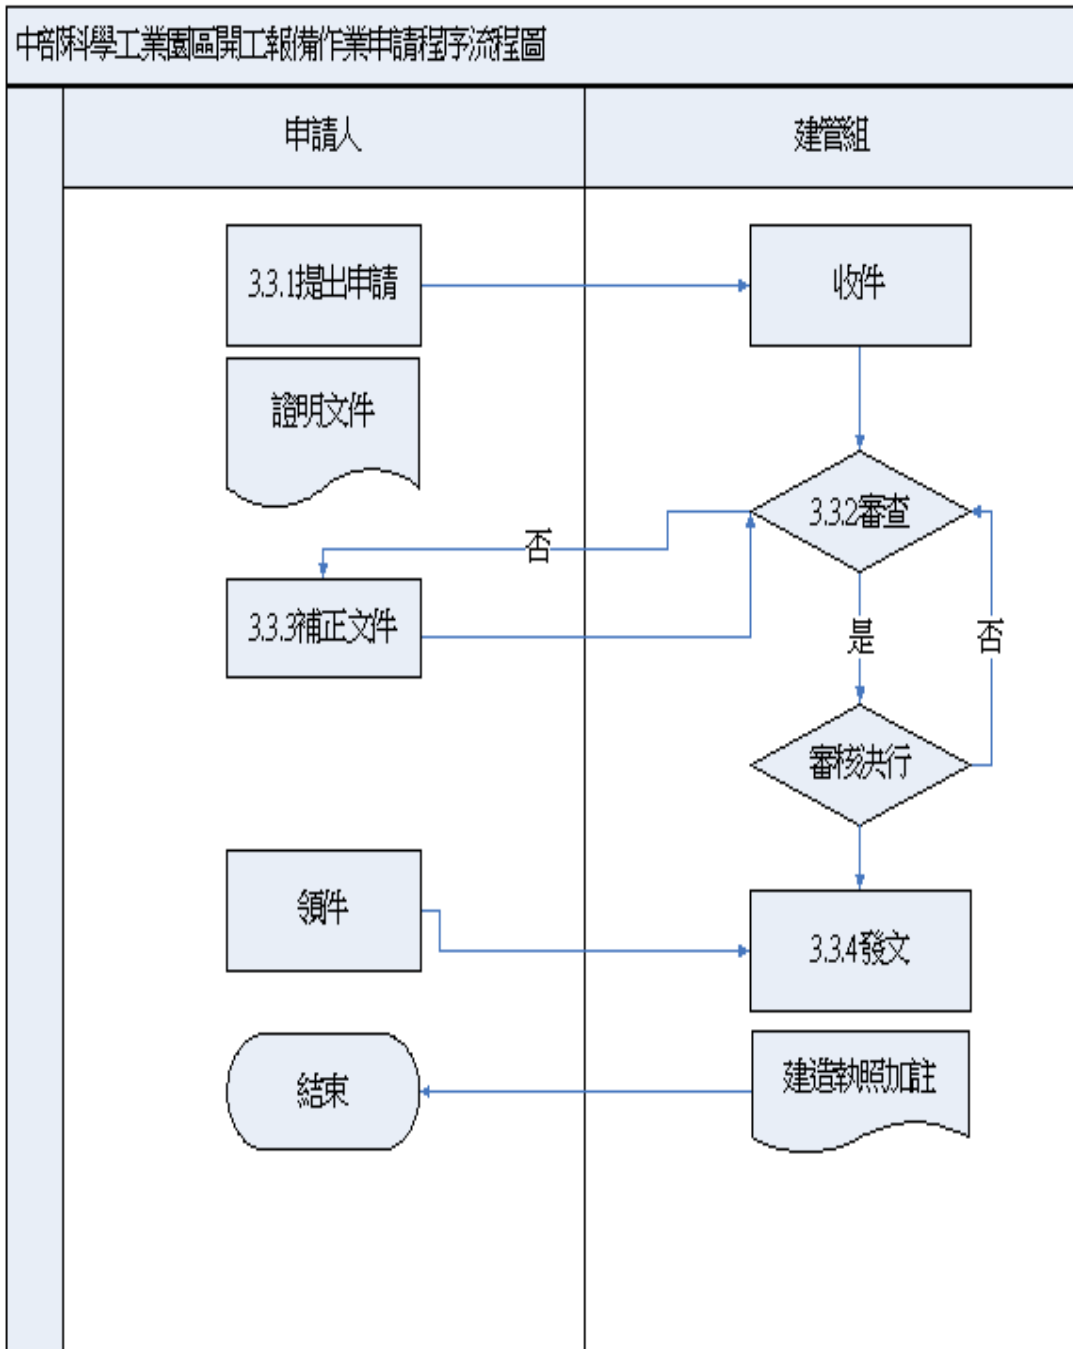 中部科學工業園區開工報備作業申請程序流程圖
申請人
建管組
3.3.1提出申請
收件
證明文件
3.3.2審查
否
3.3.3補正文件
是
否
審核決行
領件
3.3.4發文
結束
建造執照加註